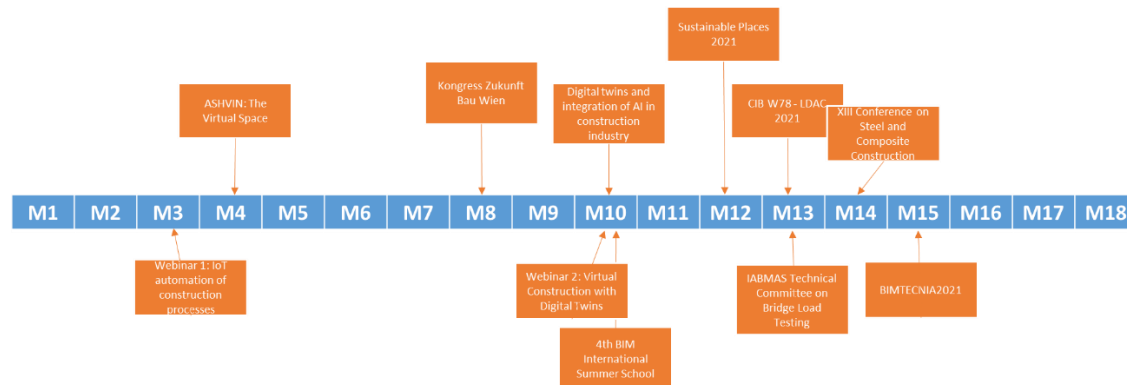 Sustainable Places
2021
ASHVIN: The
Virtual Space
Kongress Zukunft
Bau Wien
Digital twins and
integration of AI in
construction
industry
CIB W78 - LDAC
2021
XIII Conference on
Steel and
Composite
Construction
M1 M2 M3 M4 M5 M6 M7 M8 M9 M10 M11 M12 M13 M14 M15 M16 M17 M18
Webinar 1: IoT
automation of
construction
processes
Webinar 2: Virtual
Construction with
Digital Twins
4th BIM
International
Summer School
IABMAS Technical
Committee on
Bridge Load
Testing
BIMTECNIA2021